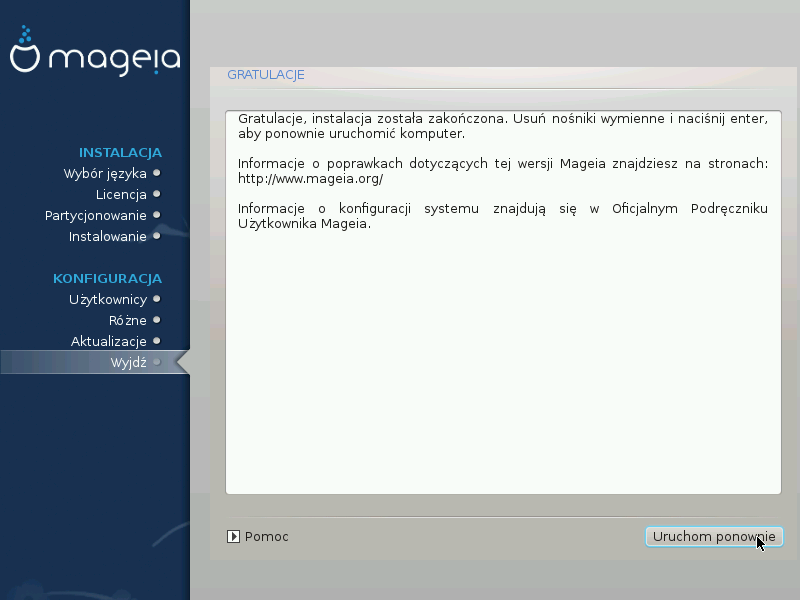 mageia
INSTALACJA
Wybór języka
Licencja
Partycjonowanie
Instalowanie
KONFIGURACJA
Użytkownicy
Różne
Aktualizacje
Wyjdź
GRATULACJE
Gratulacje, instalacja została zakończona. Usuń nośniki wymienne i naciśnij enter,
aby ponownie uruchomić komputer.
Informacje o poprawkach dotyczących tej wersji Mageia znajdziesz na stronach:
http://www.mageia.org/
Informacje o konfiguracji systemu znajdują się w Oficjalnym Podręczniku
Użytkownika Mageia.
Pomoc
Uruchom ponownie